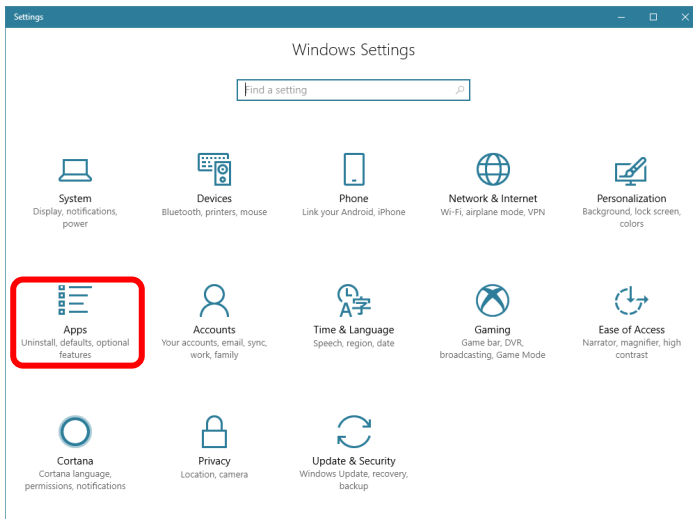 Settings
Windows Settings
Find a setting
System
Display, notifications,
power
Devices
Bluetooth, printers, mouse
Phone
Link your Android, iPhone
Network & Internet
Wi-Fi, airplane mode, VPN
Personalization
Background, lock screen,
colors
Apps
Uninstall, defaults, optional
features
Accounts
Your accounts, email, sync,
work, family
A字
Time & Language
Speech, region, date
Gaming
Game bar, DVR,
broadcasting, Game Mode
Ease of Access
Narrator, magnifier, high
contrast
Cortana
Cortana language,
permissions, notifications
Privacy
Location, camera
Update & Security
Windows Update, recovery,
backup